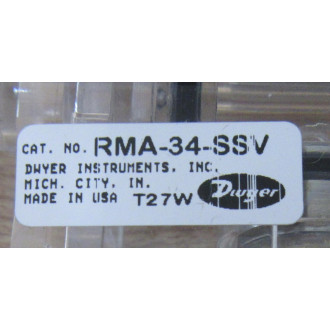 CAT. NO. RMA-34-SSV
DWYER INSTRUMENTS, INC.
MICH. CITY, IN.
MADE IN USA T27W
Dwyer